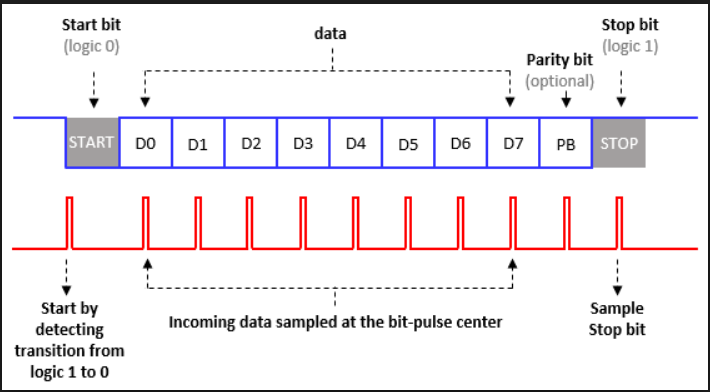 Start bit
(logic 0)
data
Stop bit
(logic 1)
Parity bit
(optional)
START D0 D1 D2 D3 D4 D5 D6 D7 PB STOP
Start by
detecting
transition from
logic 1 to 0
Incoming data sampled at the bit-pulse center
Sample
Stop bit